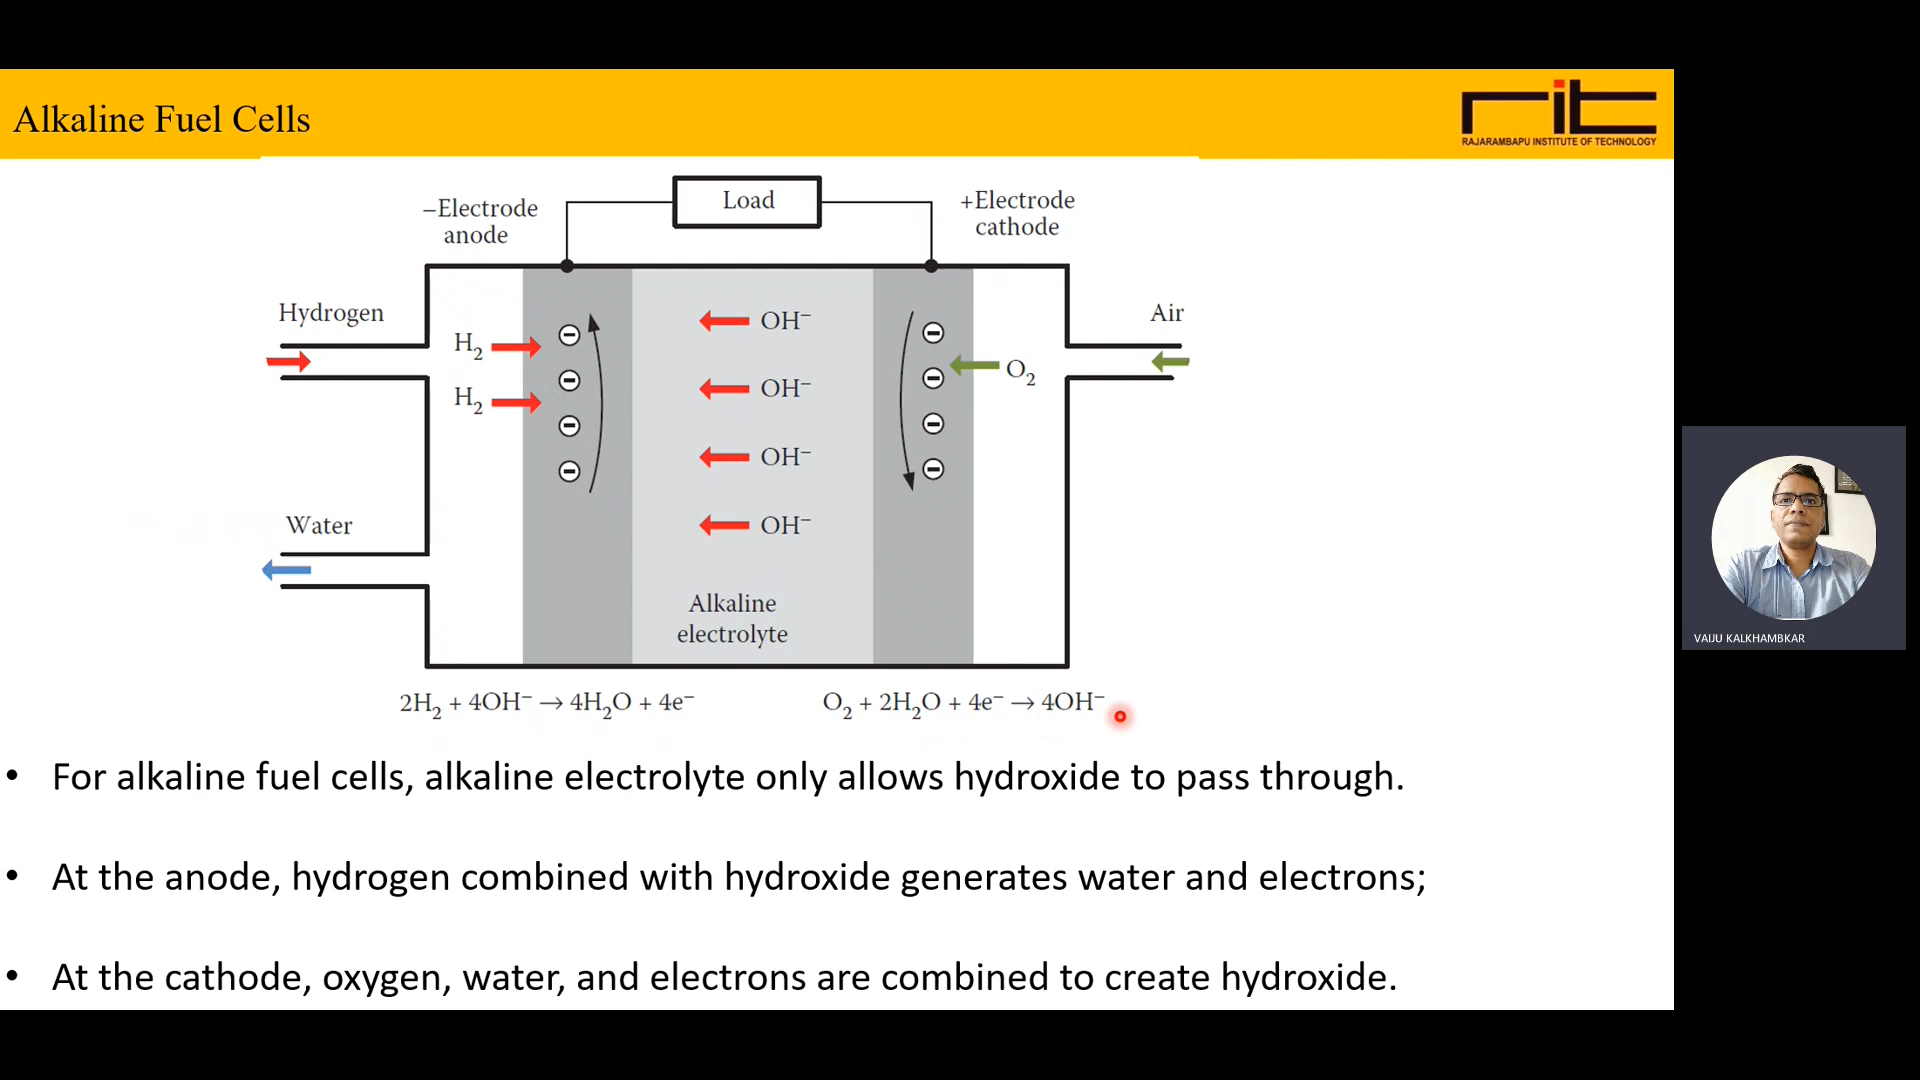 Alkaline Fuel Cells
rit
RAJARAMBAPU INSTITUTE OF TECHNOLOGY
Load
−Electrode
anode
+Electrode
cathode
Hydrogen
Air
H₂
H₂
OH⁻
OH⁻
OH⁻
OH⁻
O₂
Water
Alkaline
electrolyte
2H₂ + 4OH⁻ → 4H₂O + 4e⁻
O₂ + 2H₂O + 4e⁻ → 4OH⁻
VAIJU KALKHAMBKAR
• For alkaline fuel cells, alkaline electrolyte only allows hydroxide to pass through.
• At the anode, hydrogen combined with hydroxide generates water and electrons;
• At the cathode, oxygen, water, and electrons are combined to create hydroxide.